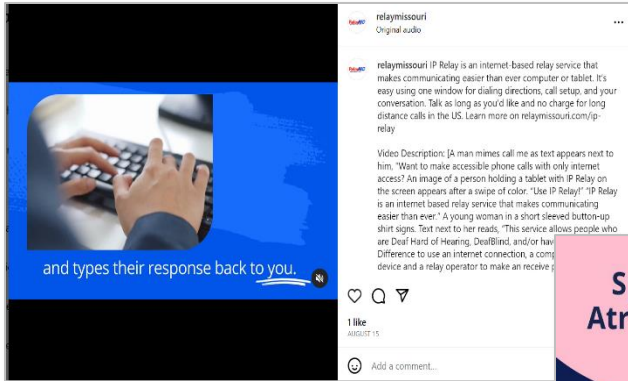 relaymissouri
Original audio
relaymissouri IP Relay is an internet-based relay service that
makes communicating easier than ever computer or tablet. It's
easy using one window for dialing directions, call setup, and your
conversation. Talk as long as you'd like and no charge for long
distance calls in the US. Learn more on relaymissouri.com/ip-
relay
Video Description: [A man mimes call me as text appears next to
him, "Want to make accessible phone calls with only internet
access? An image of a person holding a tablet with IP Relay on
the screen appears after a swipe of color. "Use IP Relay!" "IP Relay
is an internet based relay service that makes communicating
easier than ever." A young woman in a short sleeved button-up
shirt signs. Text next to her reads, "This service allows people who
are Deaf Hard of Hearing, DeafBlind, and/or
Difference to use an internet connection, a
device and a relay operator to make an receive
and types their response back to you.
1 like
AUGUST 15
Add a comment...